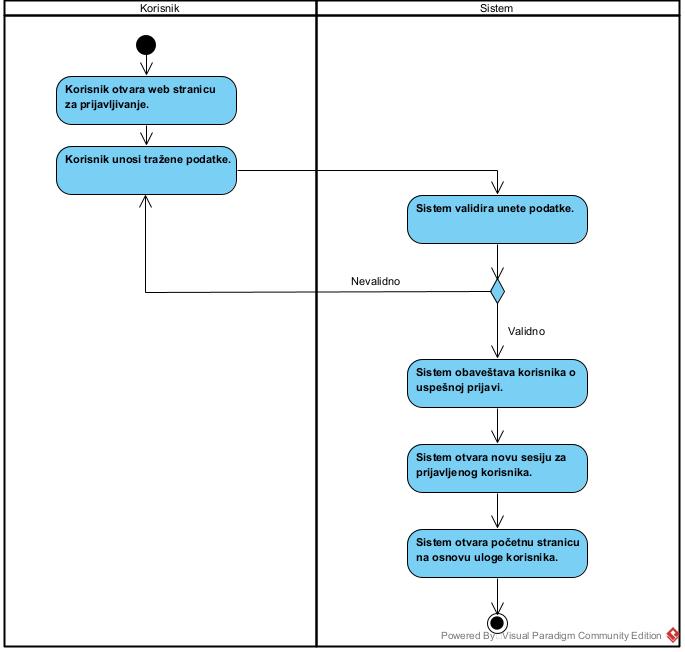 Korisnik
Sistem
Korisnik otvara web stranicu
za prijavljivanje.
Korisnik unosi tražene podatke.
Sistem validira unete podatke.
Nevalidno
Validno
Sistem obaveštava korisnika o
uspešnoj prijavi.
Sistem otvara novu sesiju za
prijavljenog korisnika.
Sistem otvara početnu stranicu
na osnovu uloge korisnika.
Powered By Visual Paradigm Community Edition